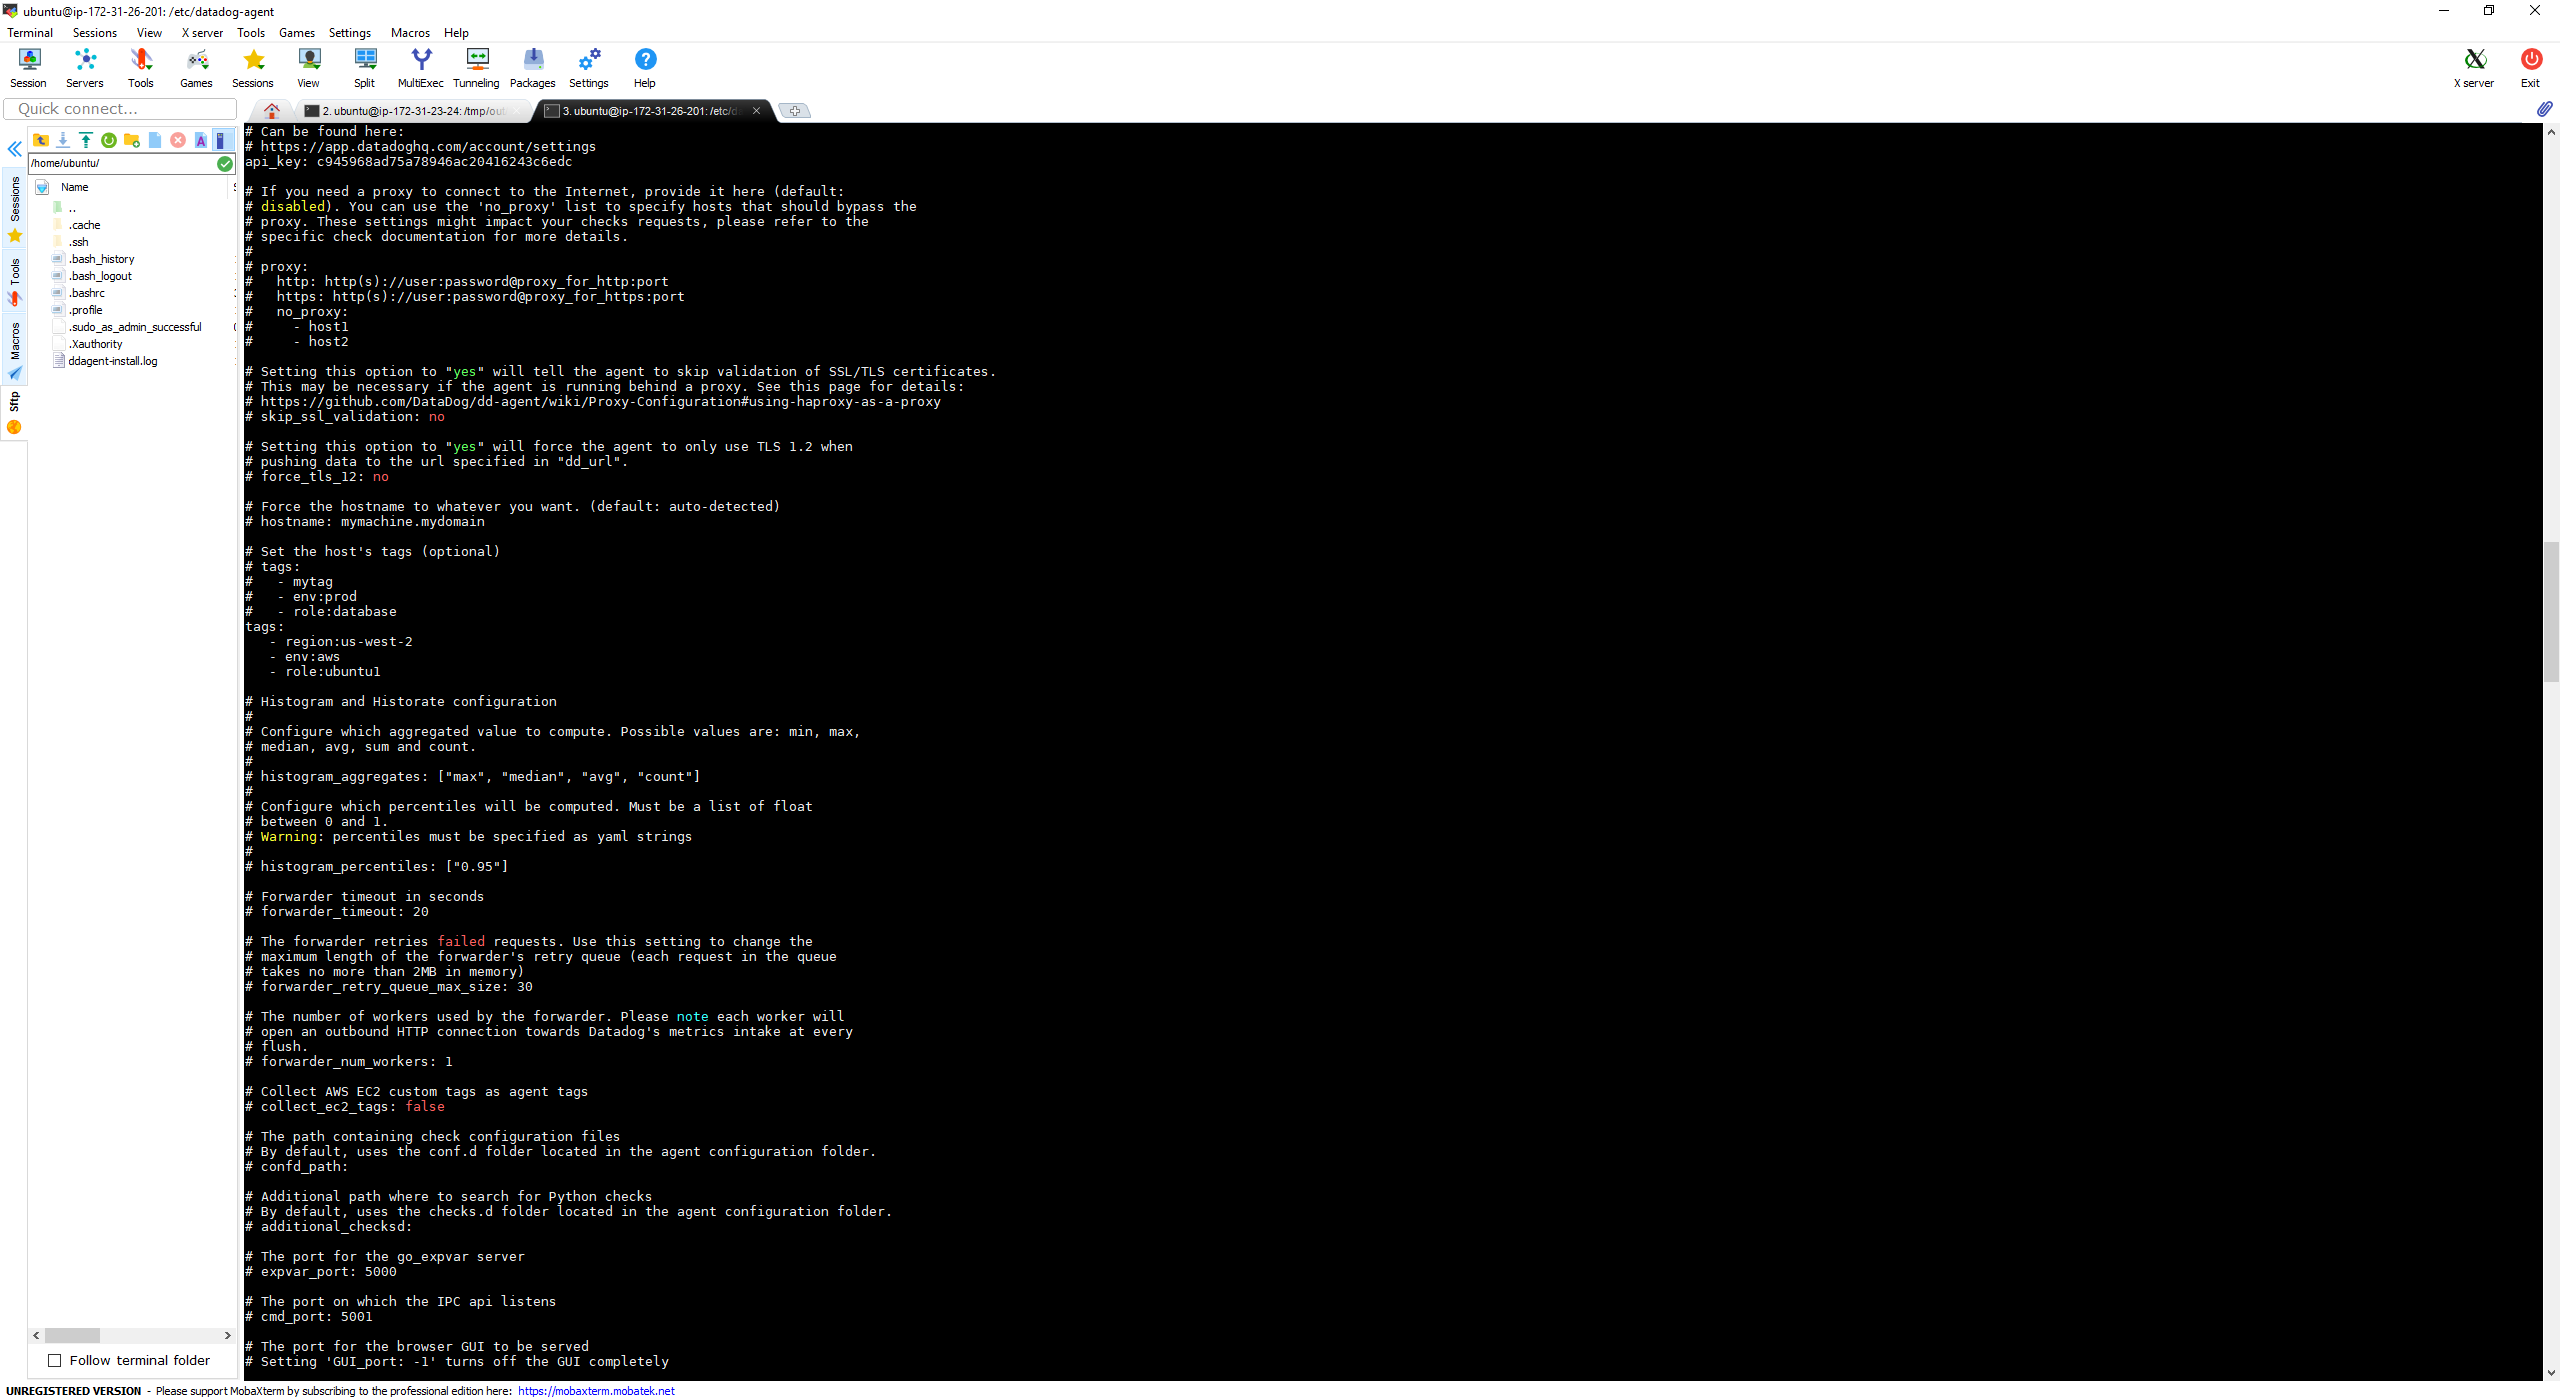 ubuntu@ip-172-31-26-201: /etc/datadog-agent
Terminal Sessions View X server Tools Games Settings Macros Help
Session Servers Tools Games Sessions View Split MultiExec Tunneling Packages Settings Help X server Exit
Quick connect...
2. ubuntu@ip-172-31-23-24: /tmp/out
3. ubuntu@ip-172-31-26-201: /etc/d
/home/ubuntu/
Name
..
.cache
.ssh
.bash_history
.bash_logout
.bashrc
.profile
.sudo_as_admin_successful
.Xauthority
ddagent-install.log
Sessions
Tools
Macros
Sftp
Follow terminal folder
# Can be found here:
# https://app.datadoghq.com/account/settings
api_key: c945968ad75a78946ac20416243c6edc
# If you need a proxy to connect to the Internet, provide it here (default:
# disabled). You can use the 'no_proxy' list to specify hosts that should bypass the
# proxy. These settings might impact your checks requests, please refer to the
# specific check documentation for more details.
#
# proxy:
#   http: http(s)://user:password@proxy_for_http:port
#   https: http(s)://user:password@proxy_for_https:port
#   no_proxy:
#     - host1
#     - host2
# Setting this option to "yes" will tell the agent to skip validation of SSL/TLS certificates.
# This may be necessary if the agent is running behind a proxy. See this page for details:
# https://github.com/DataDog/dd-agent/wiki/Proxy-Configuration#using-haproxy-as-a-proxy
# skip_ssl_validation: no
# Setting this option to "yes" will force the agent to only use TLS 1.2 when
# pushing data to the url specified in "dd_url".
# force_tls_12: no
# Force the hostname to whatever you want. (default: auto-detected)
# hostname: mymachine.mydomain
# Set the host's tags (optional)
# tags:
#   - mytag
#   - env:prod
#   - role:database
tags:
   - region:us-west-2
   - env:aws
   - role:ubuntu1
# Histogram and Historate configuration
#
# Configure which aggregated value to compute. Possible values are: min, max,
# median, avg, sum and count.
#
# histogram_aggregates: ["max", "median", "avg", "count"]
#
# Configure which percentiles will be computed. Must be a list of float
# between 0 and 1.
# Warning: percentiles must be specified as yaml strings
#
# histogram_percentiles: ["0.95"]
# Forwarder timeout in seconds
# forwarder_timeout: 20
# The forwarder retries failed requests. Use this setting to change the
# maximum length of the forwarder's retry queue (each request in the queue
# takes no more than 2MB in memory)
# forwarder_retry_queue_max_size: 30
# The number of workers used by the forwarder. Please note each worker will
# open an outbound HTTP connection towards Datadog's metrics intake at every
# flush.
# forwarder_num_workers: 1
# Collect AWS EC2 custom tags as agent tags
# collect_ec2_tags: false
# The path containing check configuration files
# By default, uses the conf.d folder located in the agent configuration folder.
# confd_path:
# Additional path where to search for Python checks
# By default, uses the checks.d folder located in the agent configuration folder.
# additional_checksd:
# The port for the go_expvar server
# expvar_port: 5000
# The port on which the IPC api listens
# cmd_port: 5001
# The port for the browser GUI to be served
# Setting 'GUI_port: -1' turns off the GUI completely
UNREGISTERED VERSION - Please support MobaXterm by subscribing to the professional edition here: https://mobaxterm.mobatek.net